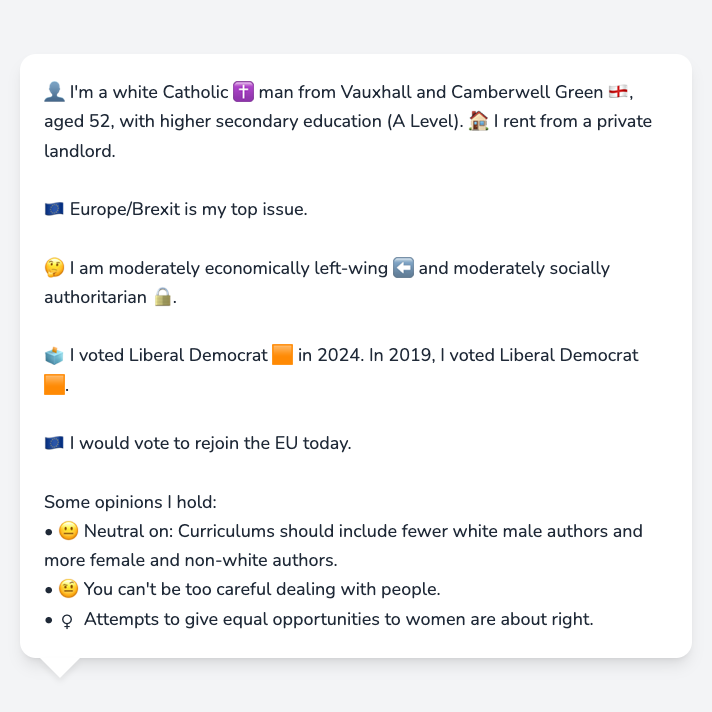 👤 I'm a white Catholic ✝️ man from Vauxhall and Camberwell Green 🏴󠁧󠁢󠁥󠁮󠁧󠁿,
aged 52, with higher secondary education (A Level). 🏠 I rent from a private
landlord.
🇪🇺 Europe/Brexit is my top issue.
🤔 I am moderately economically left-wing ⬅️ and moderately socially
authoritarian 🔒.
🗳️ I voted Liberal Democrat 🟧 in 2024. In 2019, I voted Liberal Democrat
🟧.
🇪🇺 I would vote to rejoin the EU today.
Some opinions I hold:
• 😐 Neutral on: Curriculums should include fewer white male authors and
more female and non-white authors.
• 🤨 You can't be too careful dealing with people.
• ♀ Attempts to give equal opportunities to women are about right.